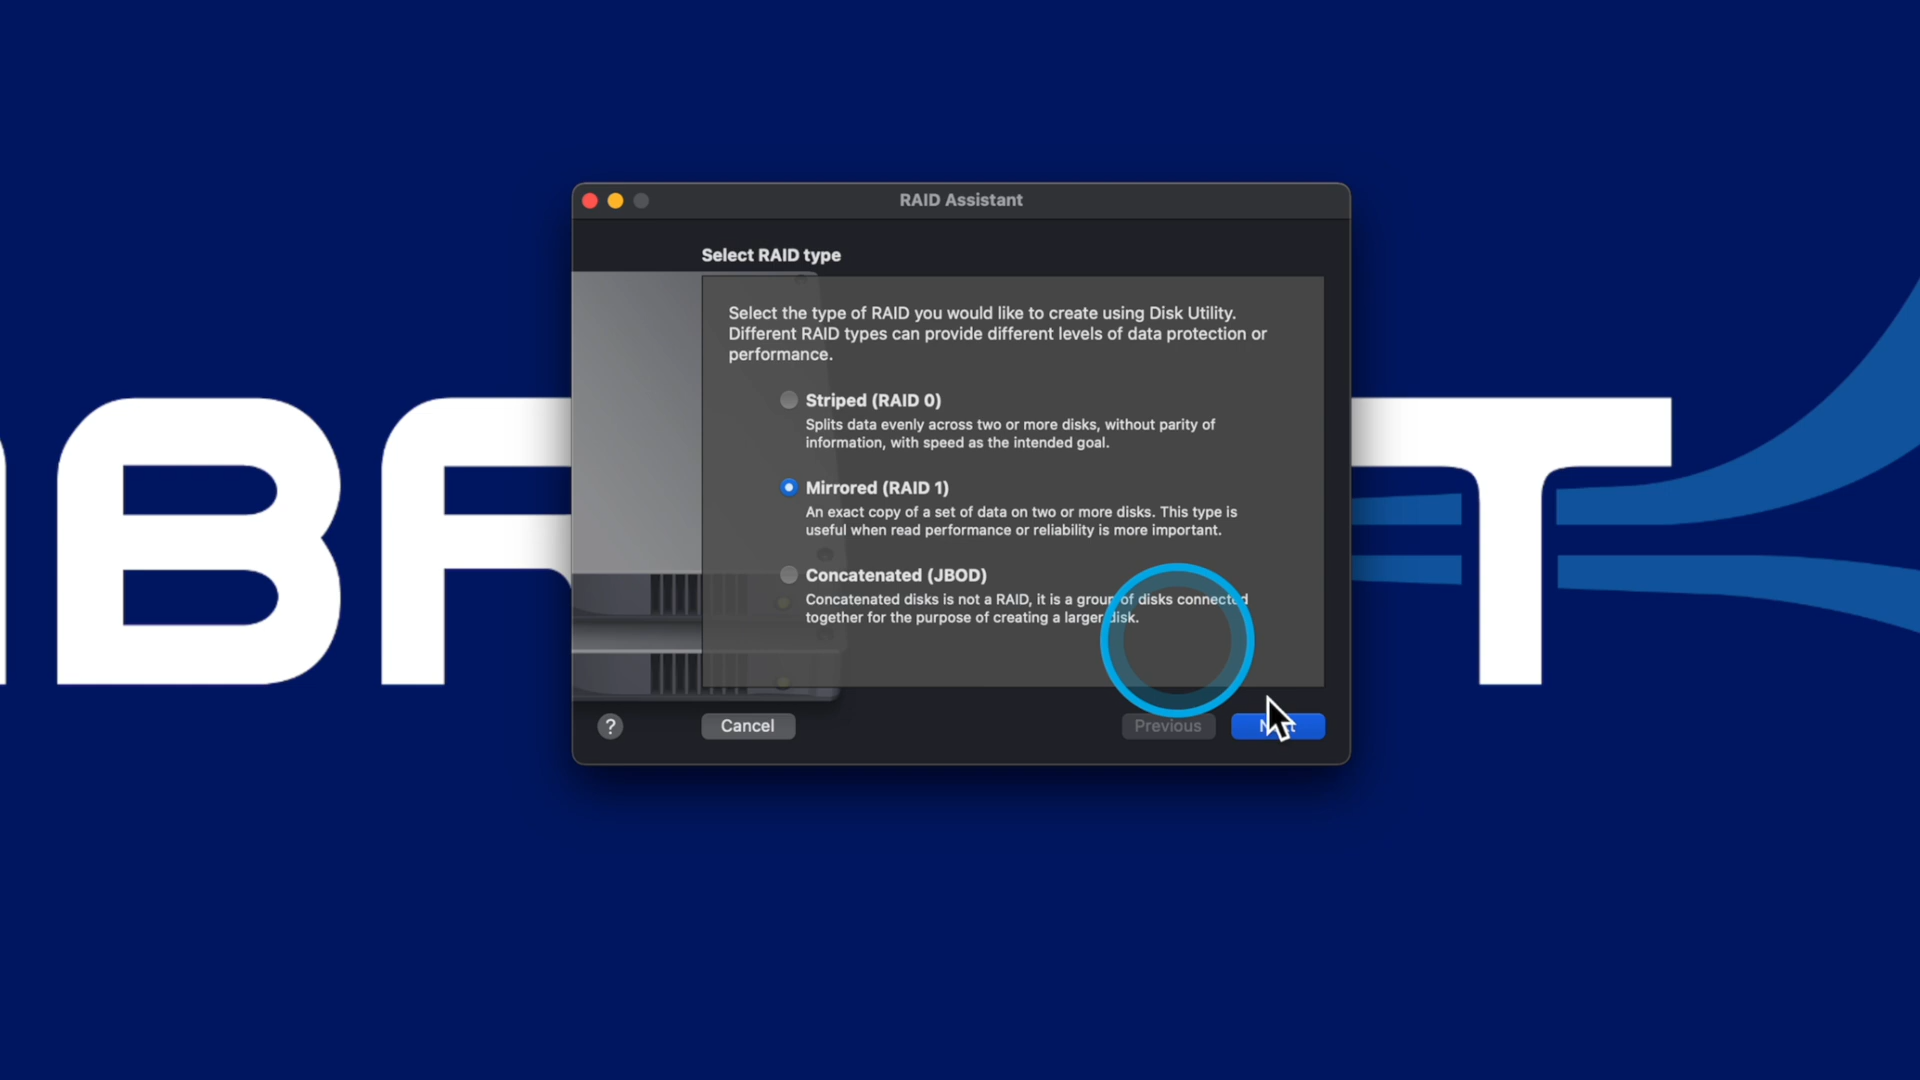 RAID Assistant
Select RAID type
Select the type of RAID you would like to create using Disk Utility.
Different RAID types can provide different levels of data protection or
performance.
Striped (RAID 0)
Splits data evenly across two or more disks, without parity of
information, with speed as the intended goal.
Mirrored (RAID 1)
An exact copy of a set of data on two or more disks. This type is
useful when read performance or reliability is more important.
Concatenated (JBOD)
Concatenated disks is not a RAID, it is a group of disks connected
together for the purpose of creating a larger disk.
?
Cancel
Previous
Next